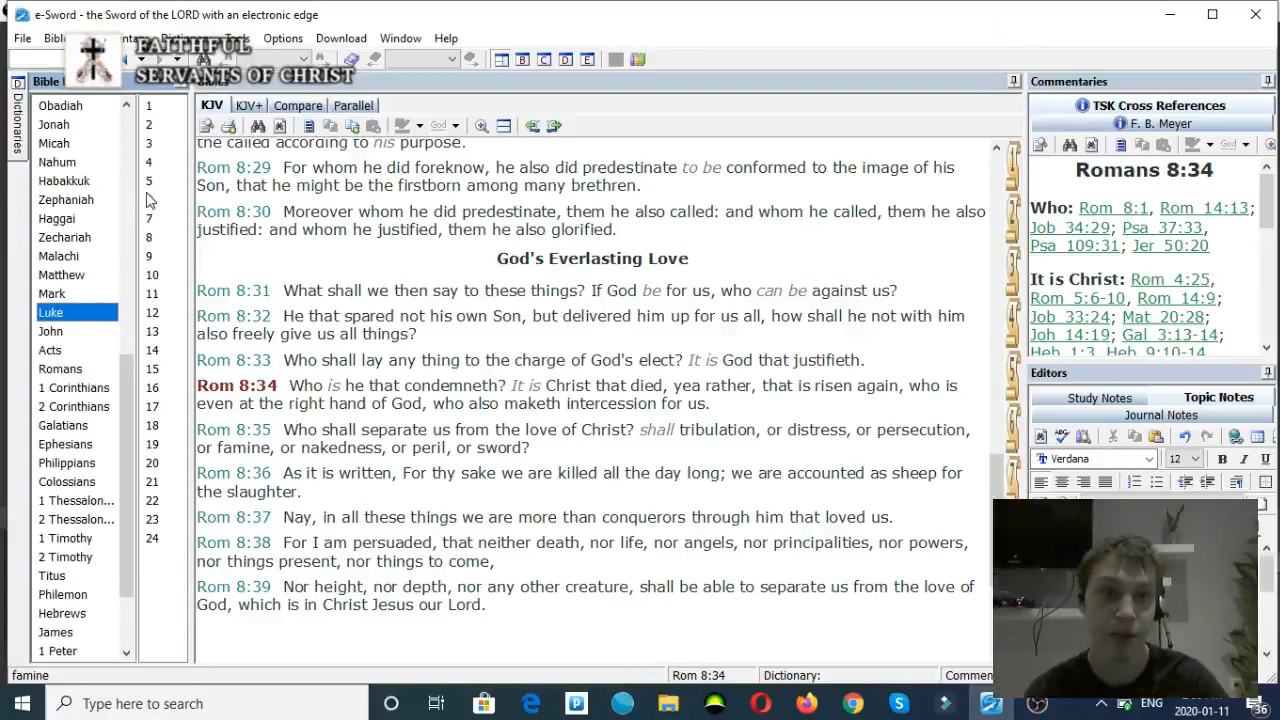 e-Sword - the Sword of the LORD with an electronic edge
File Options Download Window Help
FAITHFUL
SERVANTS OF CHRIST
Dictionaries
Obadiah
Jonah
Micah
Nahum
Habakkuk
Zephaniah
Haggai
Zechariah
Malachi
Matthew
Mark
Luke
John
Acts
Romans
1 Corinthians
2 Corinthians
Galatians
Ephesians
Philippians
Colossians
1 Thessalon...
2 Thessalon...
1 Timothy
2 Timothy
Titus
Philemon
Hebrews
James
1 Peter
1
2
3
4
5
7
8
9
10
11
12
13
14
15
16
17
18
19
20
21
22
23
24
KJV KJV+ Compare Parallel
God
the called according to his purpose.
Rom 8:29 For whom he did foreknow, he also did predestinate to be conformed to the image of his
Son, that he might be the firstborn among many brethren.
Rom 8:30 Moreover whom he did predestinate, them he also called: and whom he called, them he also
justified: and whom he justified, them he also glorified.
God's Everlasting Love
Rom 8:31 What shall we then say to these things? If God be for us, who can be against us?
Rom 8:32 He that spared not his own Son, but delivered him up for us all, how shall he not with him
also freely give us all things?
Rom 8:33 Who shall lay any thing to the charge of God's elect? It is God that justifieth.
Rom 8:34 Who is he that condemneth? It is Christ that died, yea rather, that is risen again, who is
even at the right hand of God, who also maketh intercession for us.
Rom 8:35 Who shall separate us from the love of Christ? shall tribulation, or distress, or persecution,
or famine, or nakedness, or peril, or sword?
Rom 8:36 As it is written, For thy sake we are killed all the day long; we are accounted as sheep for
the slaughter.
Rom 8:37 Nay, in all these things we are more than conquerors through him that loved us.
Rom 8:38 For I am persuaded, that neither death, nor life, nor angels, nor principalities, nor powers,
nor things present, nor things to come,
Rom 8:39 Nor height, nor depth, nor any other creature, shall be able to separate us from the love of
God, which is in Christ Jesus our Lord.
Commentaries
TSK Cross References
F. B. Meyer
God
Romans 8:34
Who: Rom 8:1, Rom 14:13;
Job 34:29; Psa 37:33;
Psa 109:31; Jer 50:20
It is Christ: Rom 4:25,
Rom 5:6-10, Rom 14:9;
Job 33:24; Mat 20:28;
Joh 14:19; Gal 3:13-14;
Heb 1:3, Heb 9:10-14
Editors
Study Notes Topic Notes
Journal Notes
Verdana 12 B I U
famine Rom 8:34 Dictionary:
Type here to search
ENG
2020-01-11
36